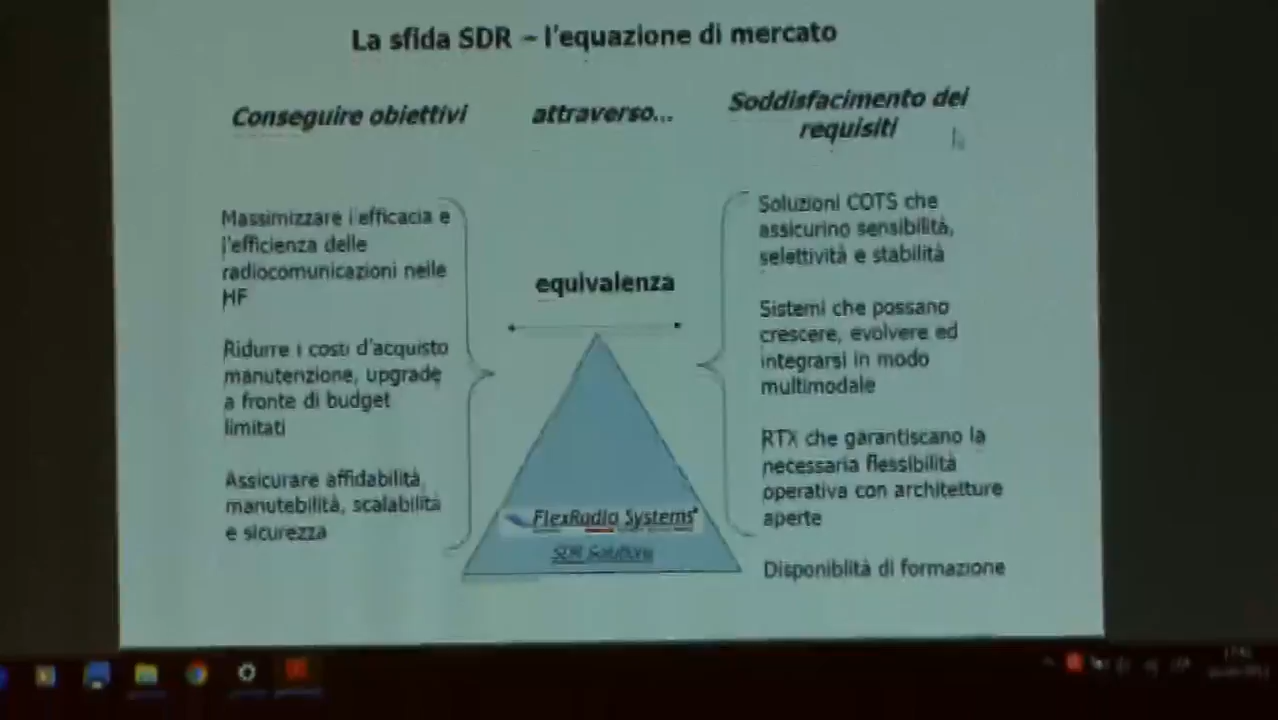 La sfida SDR – l'equazione di mercato
Conseguire obiettivi
attraverso...
Soddisfacimento dei
requisiti
Massimizzare l'efficacia e
l'efficienza delle
radiocomunicazioni nelle
HF
Ridurre i costi d'acquisto
manutenzione, upgrade
a fronte di budget
limitati
Assicurare affidabilità,
manutebilità, scalabilità
e sicurezza
equivalenza
FlexRadio Systems
SDR Solutions
Soluzioni COTS che
assicurino sensibilità,
selettività e stabilità
Sistemi che possano
crescere, evolvere ed
integrarsi in modo
multimodale
RTX che garantiscano la
necessaria flessibilità
operativa con architetture
aperte
Disponiblità di formazione